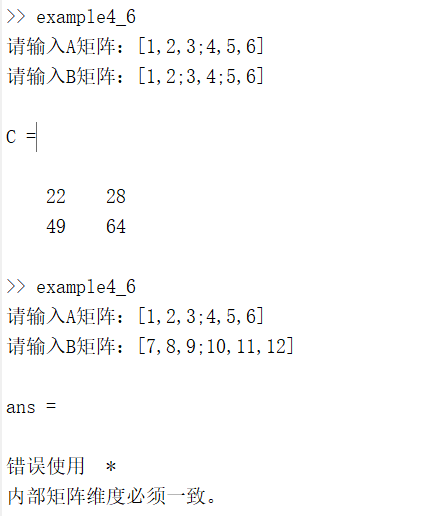 >> example4_6
请输入A矩阵：[1,2,3;4,5,6]
请输入B矩阵：[1,2;3,4;5,6]
C =
22 28
49 64
>> example4_6
请输入A矩阵：[1,2,3;4,5,6]
请输入B矩阵：[7,8,9;10,11,12]
ans =
错误使用 *
内部矩阵维度必须一致。